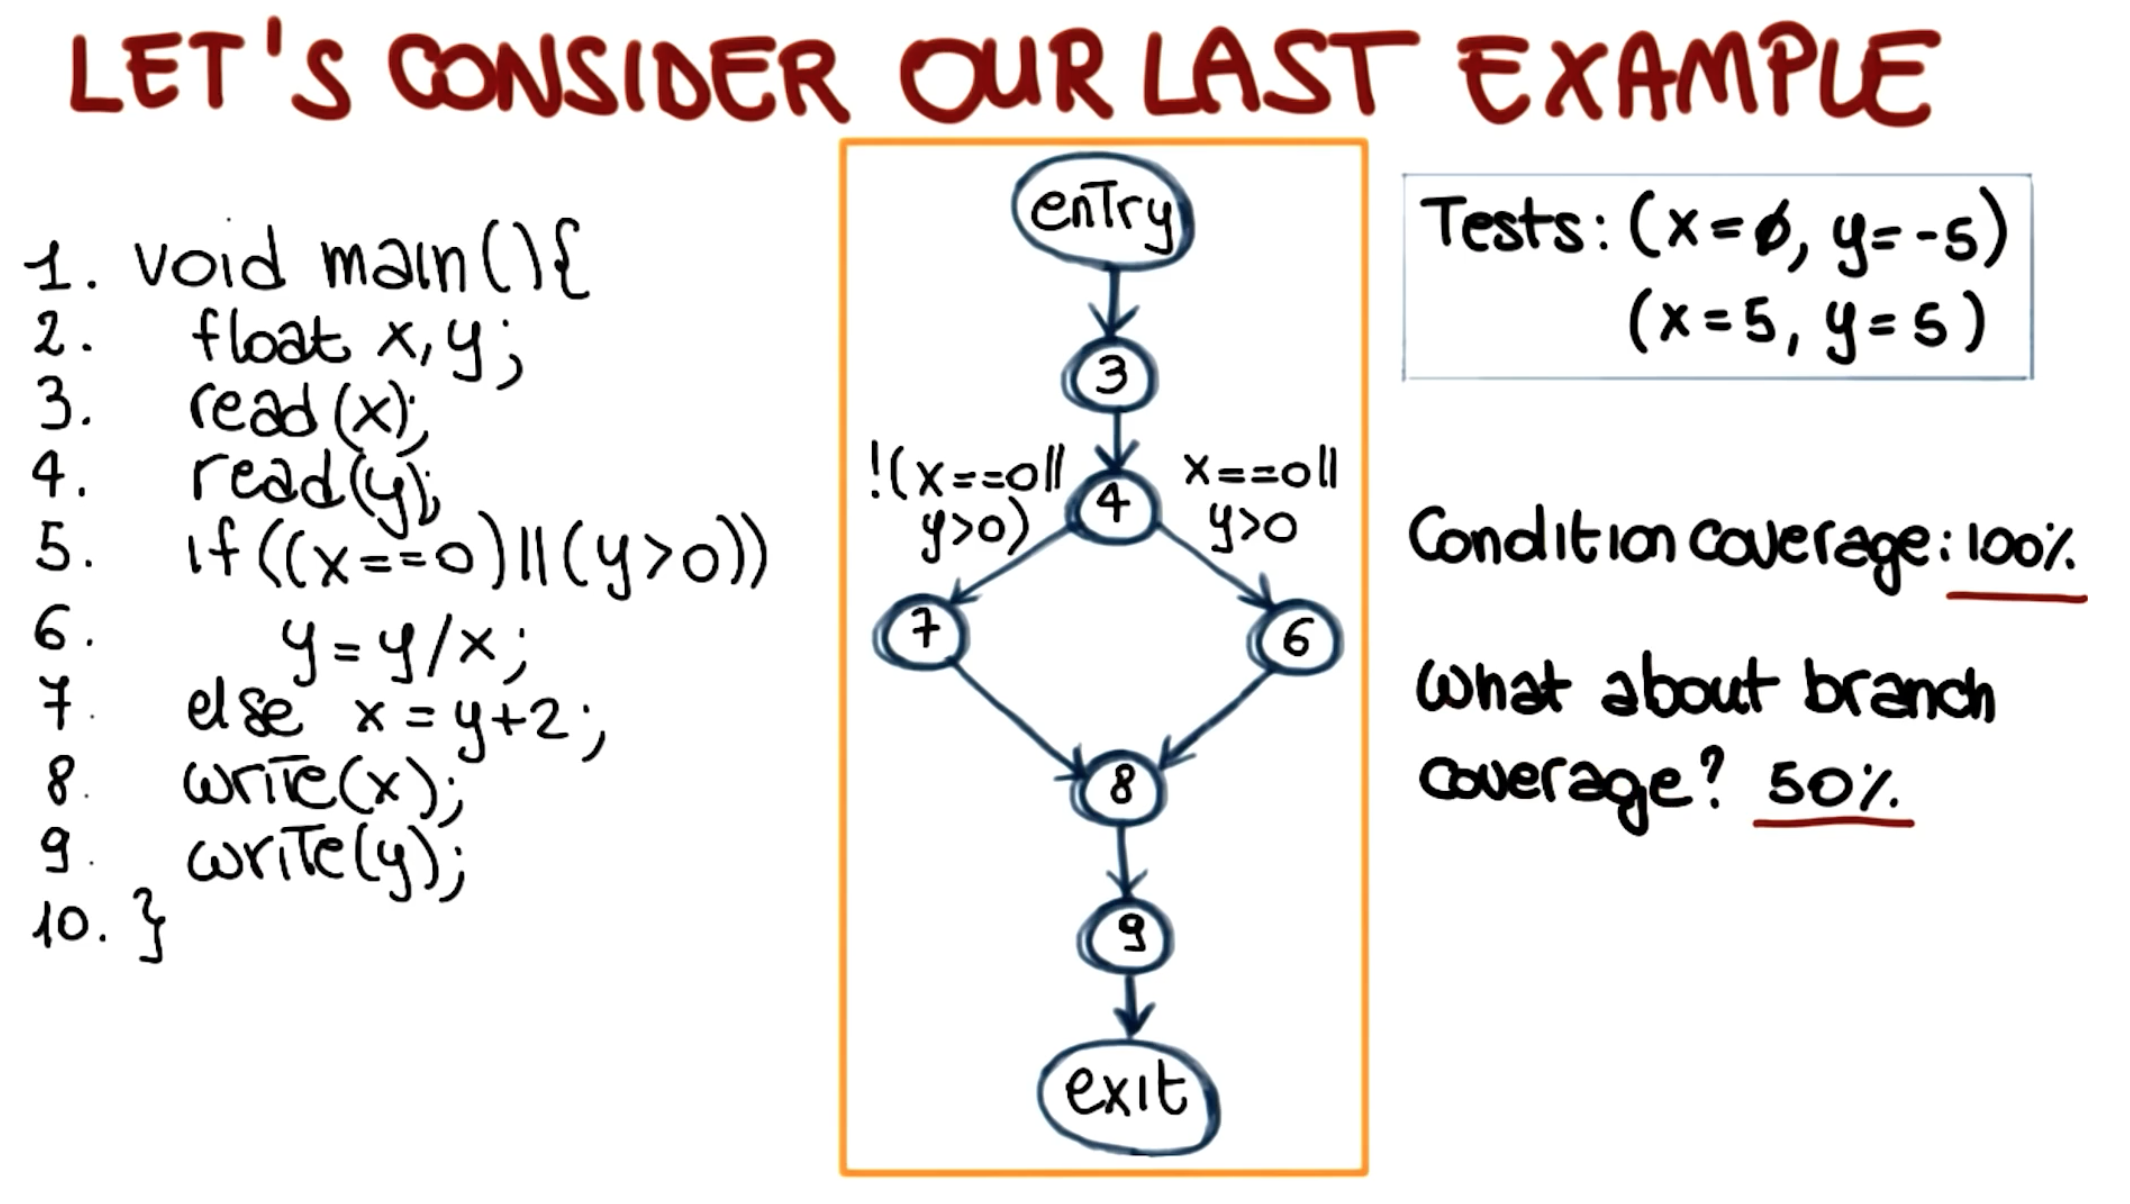 LET'S CONSIDER OUR LAST EXAMPLE
1. void main(){
2. float x,y;
3. read(x);
4. read(y);
5. if((x==0)||(y>0))
6. y=y/x;
7. else x=y+2;
8. write(x);
9. write(y);
10. }
entry
3
!(x==0||
y>0)
4
x==0||
y>0
7
6
8
9
exit
Tests: (x=0, y=-5)
(x=5, y=5)
Condition coverage: 100%
What about branch
coverage? 50%